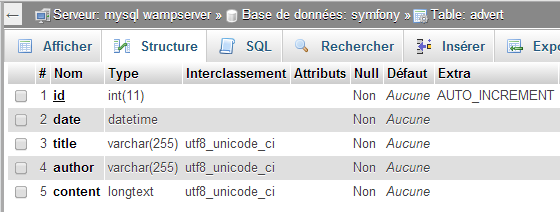 Serveur: mysql wampserver » Base de données: symfony » Table: advert
Afficher Structure SQL Rechercher Insérer Expo
# Nom Type Interclassement Attributs Null Défaut Extra
1 id int(11) Non Aucune AUTO_INCREMENT
2 date datetime Non Aucune
3 title varchar(255) utf8_unicode_ci Non Aucune
4 author varchar(255) utf8_unicode_ci Non Aucune
5 content longtext utf8_unicode_ci Non Aucune